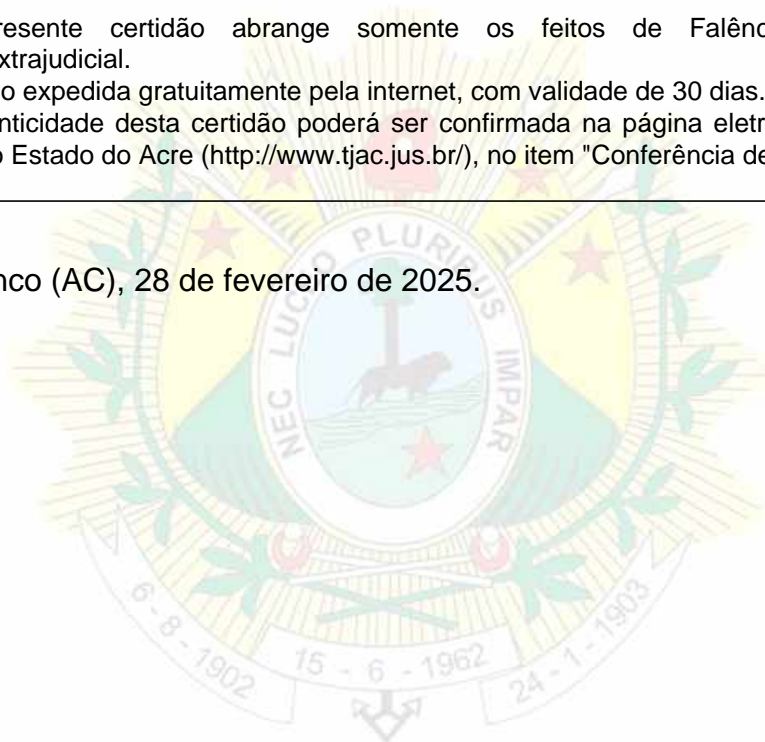 resente certidão abrange somente os feitos de Falênc
xtrajudicial.
o expedida gratuitamente pela internet, com validade de 30 dias.
nticidade desta certidão poderá ser confirmada na página eletr
o Estado do Acre (http://www.tjac.jus.br/), no item "Conferência de
nco (AC), 28 de fevereiro de 2025.
NEC LUCEO PLURIBUS IMPAR
6 - 8 - 1902
15 - 6 - 1962
24 - 1 - 1903